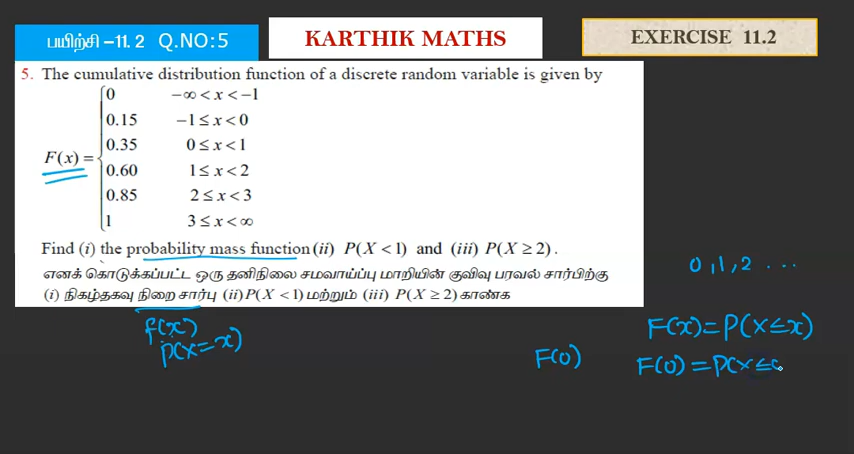 பயிற்சி -11. 2 Q.NO:5
KARTHIK MATHS
EXERCISE 11.2
5. The cumulative distribution function of a discrete random variable is given by
F(x) = {
0 −∞ < x < −1
0.15 −1 ≤ x < 0
0.35 0 ≤ x < 1
0.60 1 ≤ x < 2
0.85 2 ≤ x < 3
1 3 ≤ x < ∞
Find (i) the probability mass function (ii) P(X < 1) and (iii) P(X ≥ 2).
எனக் கொடுக்கப்பட்ட ஒரு தனிநிலை சமவாய்ப்பு மாறியின் குவிவு பரவல் சார்பிற்கு
(i) நிகழ்தகவு நிறை சார்பு (ii) P(X < 1) மற்றும் (iii) P(X ≥ 2) காண்க
0,1,2 ...
f(x)
P(X=x)
F(x)=P(X≤x)
F(0)
F(0)=P(X≤